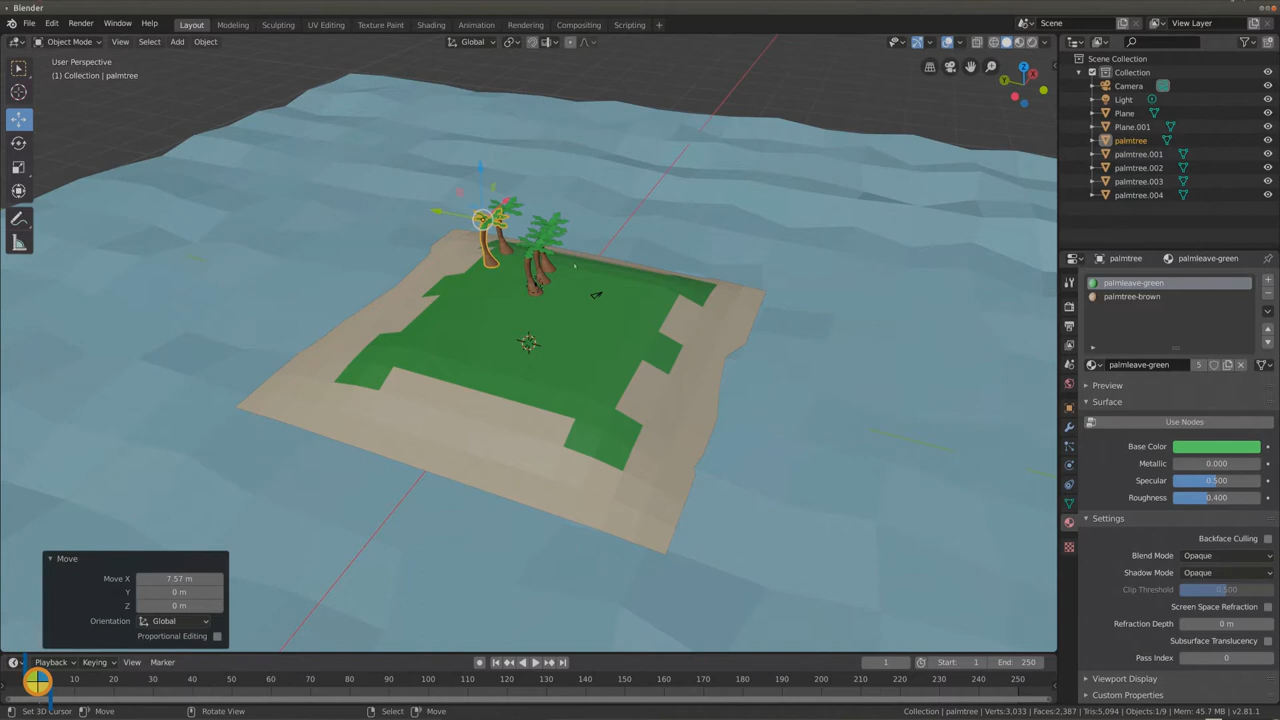 Blender
File Edit Render Window Help
Layout Modeling Sculpting UV Editing Texture Paint Shading Animation Rendering Compositing Scripting +
Scene
View Layer
Object Mode View Select Add Object
Global
User Perspective
(1) Collection | palmtree
Z
X
Y
Scene Collection
Collection
Camera
Light
Plane
Plane.001
palmtree
palmtree.001
palmtree.002
palmtree.003
palmtree.004
palmtree palmleave-green
palmleave-green
palmtree-brown
palmleave-green 5
Preview
Surface
Use Nodes
Base Color
Metallic 0.000
Specular 0.500
Roughness 0.400
Settings
Backface Culling
Blend Mode Opaque
Shadow Mode Opaque
Clip Threshold 0.500
Screen Space Refraction
Refraction Depth 0 m
Subsurface Translucency
Pass Index 0
Viewport Display
Custom Properties
Move
Move X 7.57 m
Y 0 m
Z 0 m
Orientation Global
Proportional Editing
Playback Keying View Marker
1 Start: 1 End: 250
10 20 30 40 50 60 70 80 90 100 110 120 130 140 150 160 170 180 190 200 210 220 230 240 250
Set 3D Cursor Move Rotate View Select Move
Collection | palmtree | Verts:3,033 | Faces:2,387 | Tris:5,094 | Objects:1/9 | Mem: 45.7 MB | v2.81.1